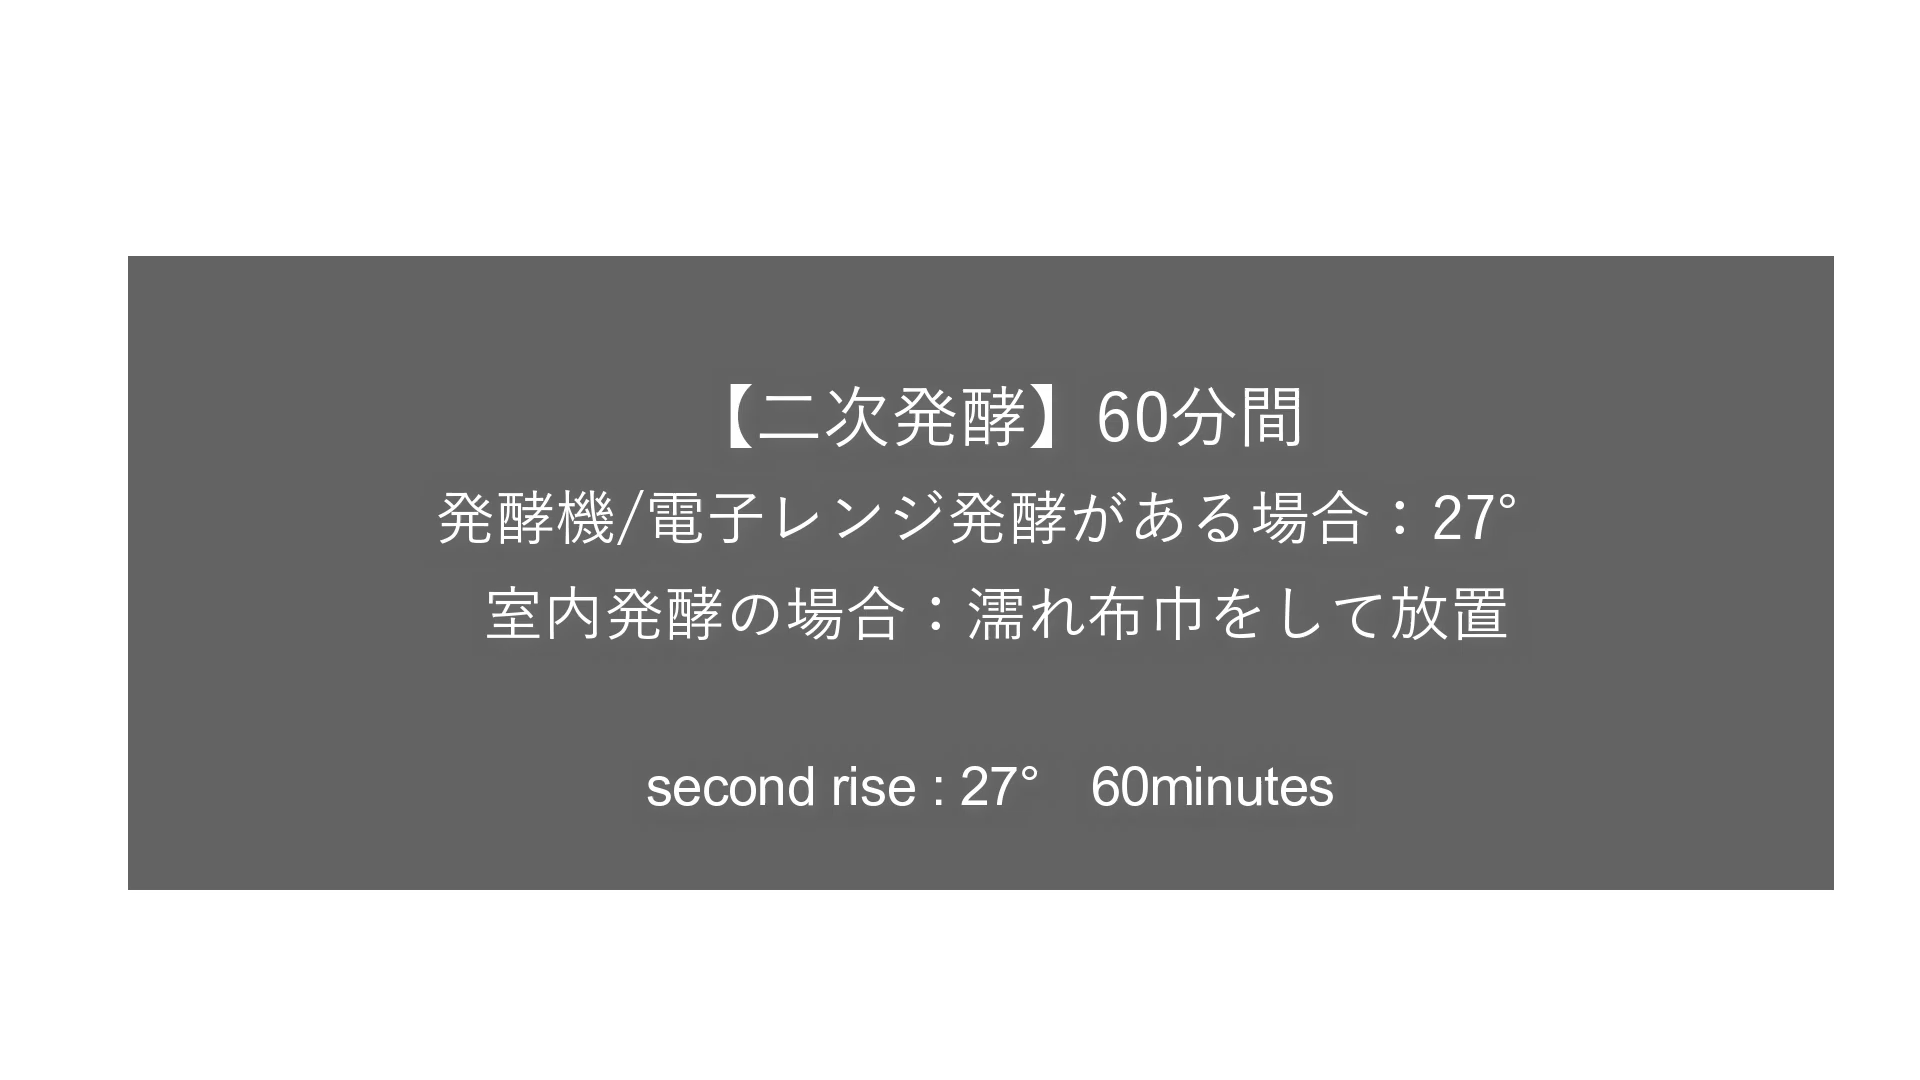 【二次発酵】60分間
発酵機/電子レンジ発酵がある場合：27°
室内発酵の場合：濡れ布巾をして放置
second rise : 27°　60minutes